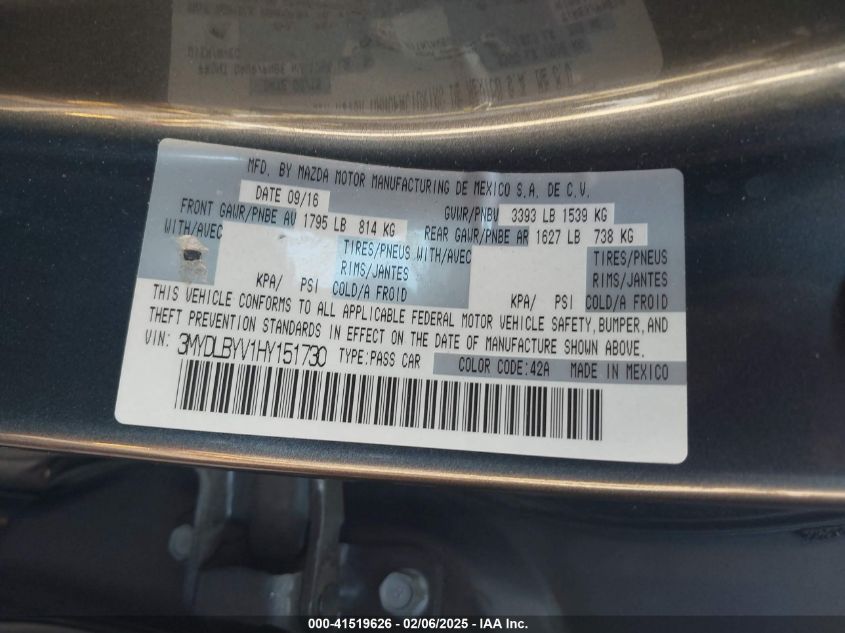 MFD. BY MAZDA MOTOR MANUFACTURING DE MEXICO S.A. DE C.V.
DATE 09/16 GVWR/PNBV 3393 LB 1539 KG
FRONT GAWR/PNBE AV 1795 LB 814 KG REAR GAWR/PNBE AR 1627 LB 738 KG
WITH/AVEC TIRES/PNEUS WITH/AVEC TIRES/PNEUS
RIMS/JANTES RIMS/JANTES
KPA/ PSI COLD/A FROID KPA/ PSI COLD/A FROID
THIS VEHICLE CONFORMS TO ALL APPLICABLE FEDERAL MOTOR VEHICLE SAFETY, BUMPER, AND
THEFT PREVENTION STANDARDS IN EFFECT ON THE DATE OF MANUFACTURE SHOWN ABOVE.
VIN: 3MYDLBYV1HY151730 TYPE:PASS CAR COLOR CODE:42A MADE IN MEXICO
000-41519626 - 02/06/2025 - IAA Inc.